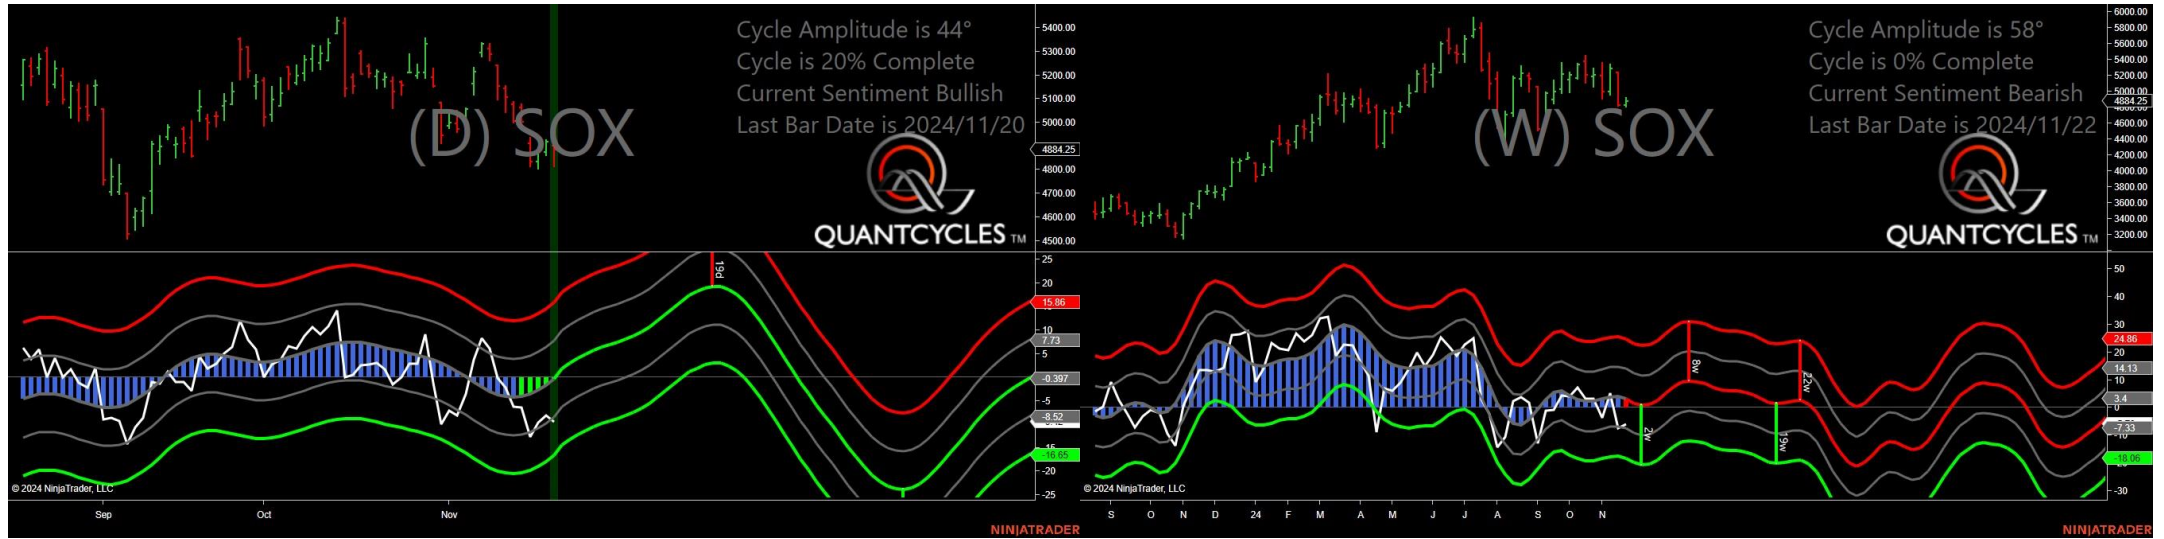 Cycle Amplitude is 44°
Cycle is 20% Complete
Current Sentiment Bullish
Last Bar Date is 2024/11/20
(D) SOX
QUANTCYCLES TM
5400.00
5300.00
5200.00
5100.00
5000.00
4884.25
4800.00
4700.00
4600.00
4500.00
19d
25
20
15.86
10
7.73
5
-0.397
-5
-8.52
-15
-16.65
-20
-25
© 2024 NinjaTrader, LLC
Sep
Oct
Nov
NINJATRADER
Cycle Amplitude is 58°
Cycle is 0% Complete
Current Sentiment Bearish
Last Bar Date is 2024/11/22
(W) SOX
QUANTCYCLES TM
6000.00
5800.00
5600.00
5400.00
5200.00
5000.00
4884.25
4600.00
4400.00
4200.00
4000.00
3800.00
3600.00
3400.00
3200.00
8w
22w
2w
19w
50
40
30
24.86
20
14.13
10
3.4
0
-7.33
-18.06
-30
© 2024 NinjaTrader, LLC
S O N D 24 F M A M J J A S O N
NINJATRADER